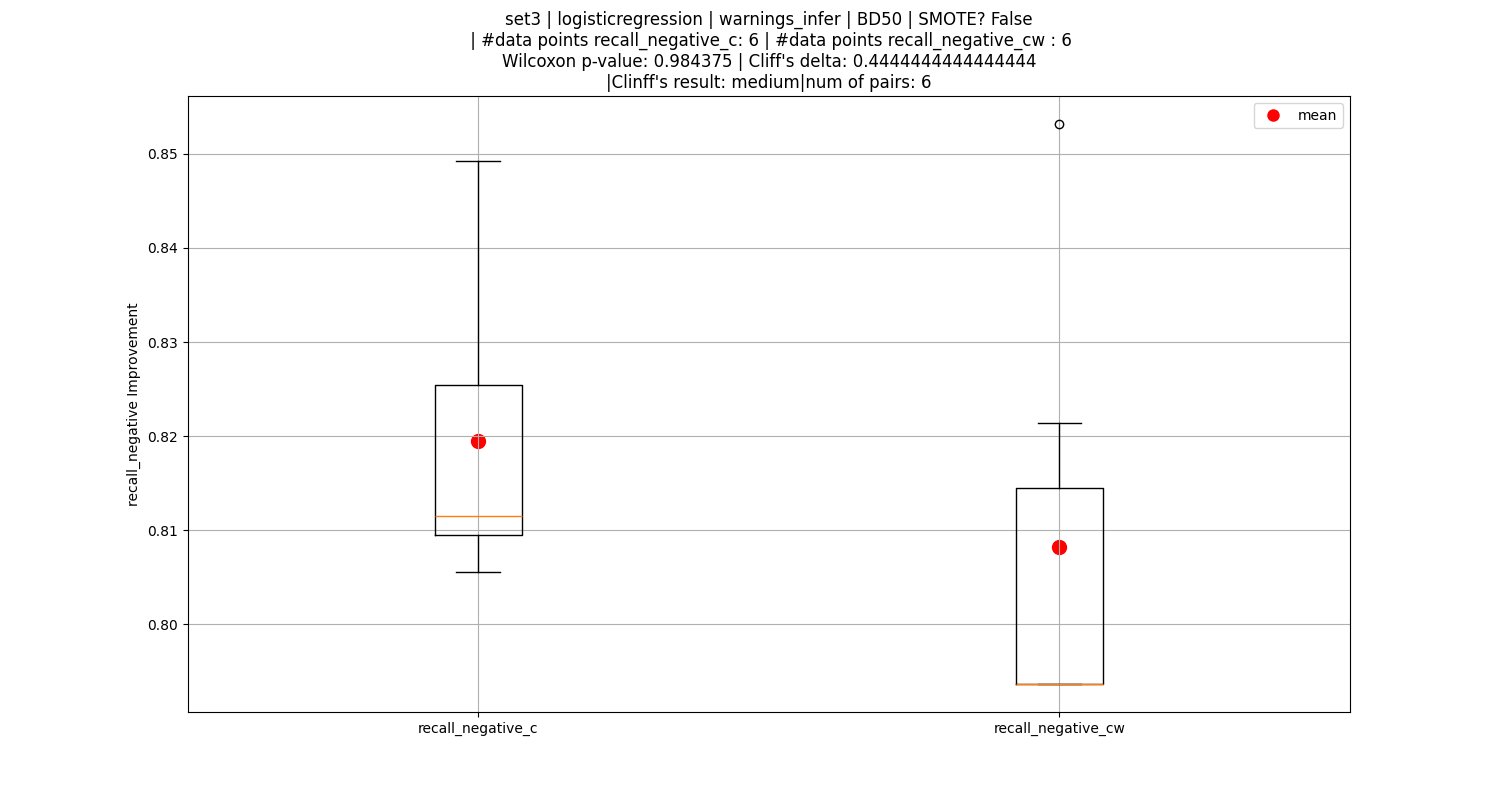 set3 | logisticregression | warnings_infer | BD50 | SMOTE? False
| #data points recall_negative_c: 6 | #data points recall_negative_cw : 6
Wilcoxon p-value: 0.984375 | Cliff's delta: 0.4444444444444444
|Clinff's result: medium|num of pairs: 6
mean
0.85
0.84
0.83
0.82
0.81
0.80
recall_negative Improvement
recall_negative_c
recall_negative_cw